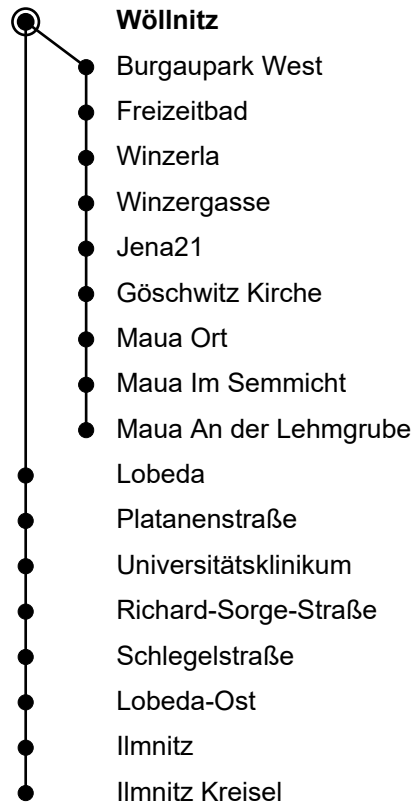 Wöllnitz
Burgaupark West
Freizeitbad
Winzerla
Winzergasse
Jena21
Göschwitz Kirche
Maua Ort
Maua Im Semmicht
Maua An der Lehmgrube
Lobeda
Platanenstraße
Universitätsklinikum
Richard-Sorge-Straße
Schlegelstraße
Lobeda-Ost
Ilmnitz
Ilmnitz Kreisel